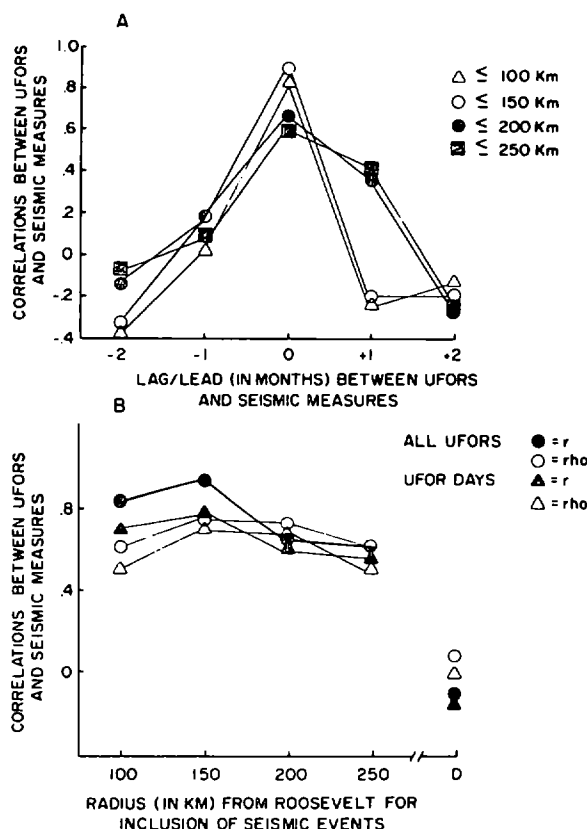 A
CORRELATIONS BETWEEN UFORS
AND SEISMIC MEASURES
1.0
.8
.6
.4
.2
0
-.2
-.4
-2
-1
0
+1
+2
LAG/LEAD (IN MONTHS) BETWEEN UFORS
AND SEISMIC MEASURES
≤ 100 Km
≤ 150 Km
≤ 200 Km
≤ 250 Km
B
CORRELATIONS BETWEEN UFORS
AND SEISMIC MEASURES
.8
.4
0
ALL UFORS
= r
= rho
UFOR DAYS
= r
= rho
100
150
200
250
D
RADIUS (IN KM) FROM ROOSEVELT FOR
INCLUSION OF SEISMIC EVENTS